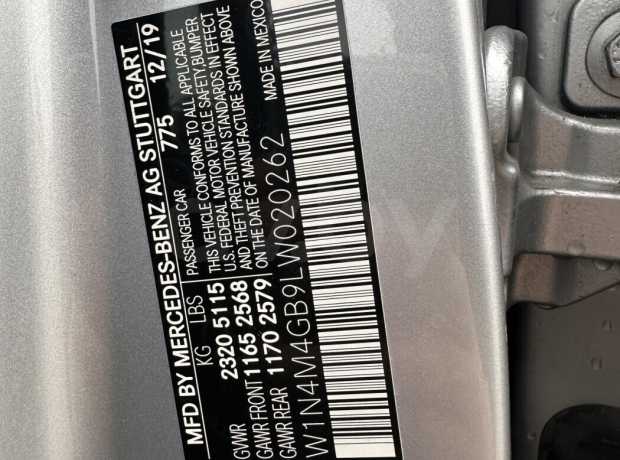 MFD BY MERCEDES-BENZ AG STUTTGART
775 12/19
KG LBS
PASSENGER CAR
GVWR 2320 5115
THIS VEHICLE CONFORMS TO ALL APPLICABLE
U.S. FEDERAL MOTOR VEHICLE SAFETY, BUMPER
GAWR FRONT 1165 2568
AND THEFT PREVENTION STANDARDS IN EFFECT
GAWR REAR 1170 2579
ON THE DATE OF MANUFACTURE SHOWN ABOVE
W1N4M4GB9LW020262
MADE IN MEXICO